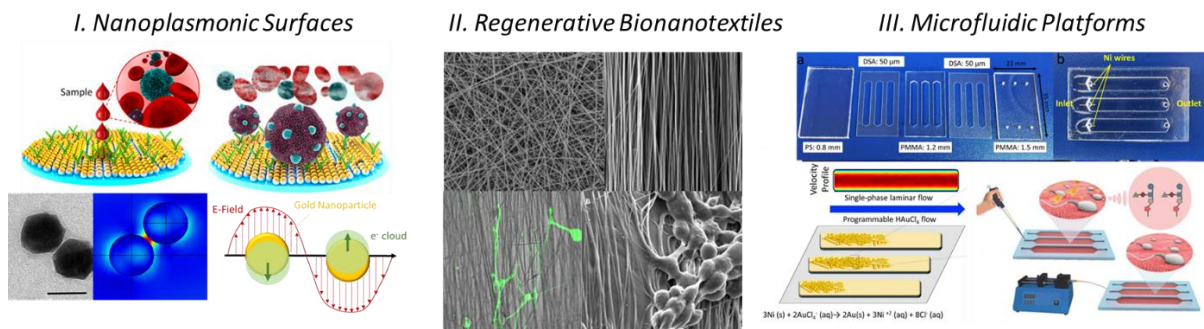 I. Nanoplasmonic Surfaces
Sample
E-Field
Gold Nanoparticle
e⁻ cloud
II. Regenerative Bionanotextiles
III. Microfluidic Platforms
a
DSA: 50 µm
DSA: 50 µm
PS: 0.8 mm
PMMA: 1.2 mm
PMMA: 1.5 mm
b
Ni wires
Inlet
Outlet
Velocity
Profile
Single-phase laminar flow
Programmable HAuCl₄ flow
3Ni (s) + 2AuCl₄⁻ (aq)→ 2Au(s) + 3Ni⁺² (aq) + 8Cl⁻ (aq)